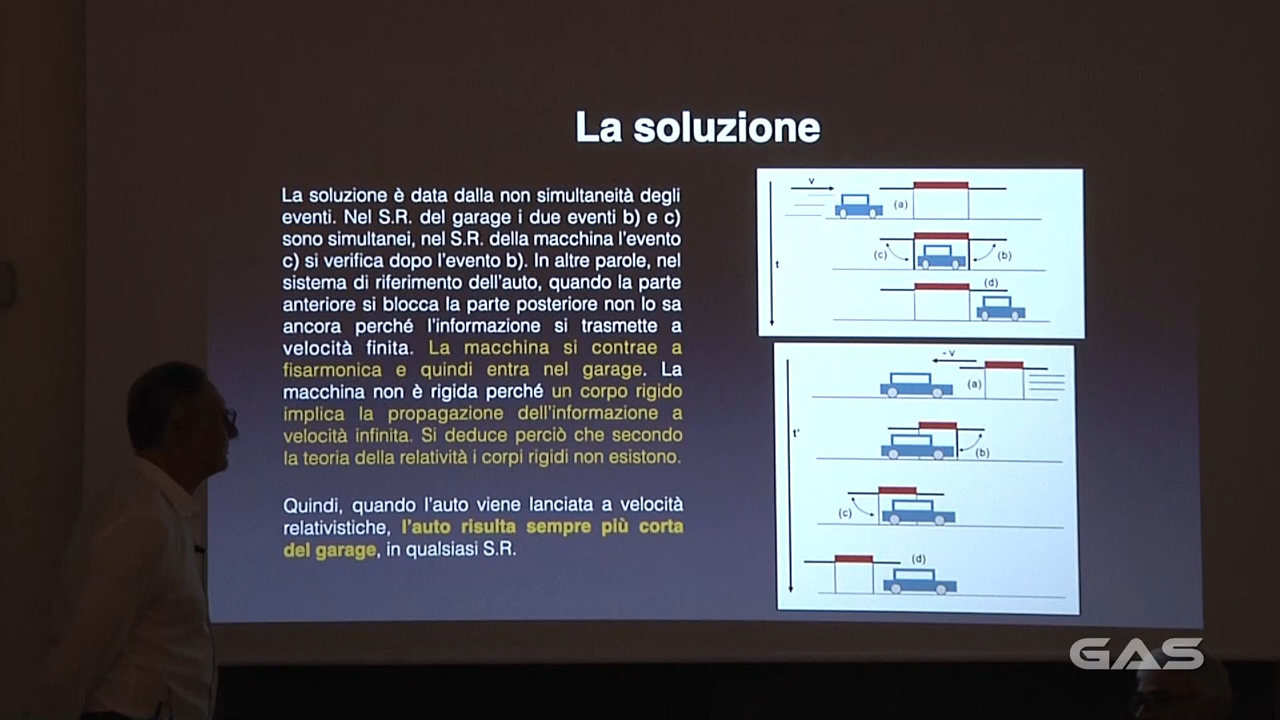 La soluzione
La soluzione è data dalla non simultaneità degli
eventi. Nel S.R. del garage i due eventi b) e c)
sono simultanei, nel S.R. della macchina l'evento
c) si verifica dopo l'evento b). In altre parole, nel
sistema di riferimento dell'auto, quando la parte
anteriore si blocca la parte posteriore non lo sa
ancora perché l'informazione si trasmette a
velocità finita. La macchina si contrae a
fisarmonica e quindi entra nel garage. La
macchina non è rigida perché un corpo rigido
implica la propagazione dell'informazione a
velocità infinita. Si deduce perciò che secondo
la teoria della relatività i corpi rigidi non esistono.
Quindi, quando l'auto viene lanciata a velocità
relativistiche, l'auto risulta sempre più corta
del garage, in qualsiasi S.R.
v
(a)
(c)
(b)
t
(d)
- v
(a)
t'
(b)
(c)
(d)
GAS